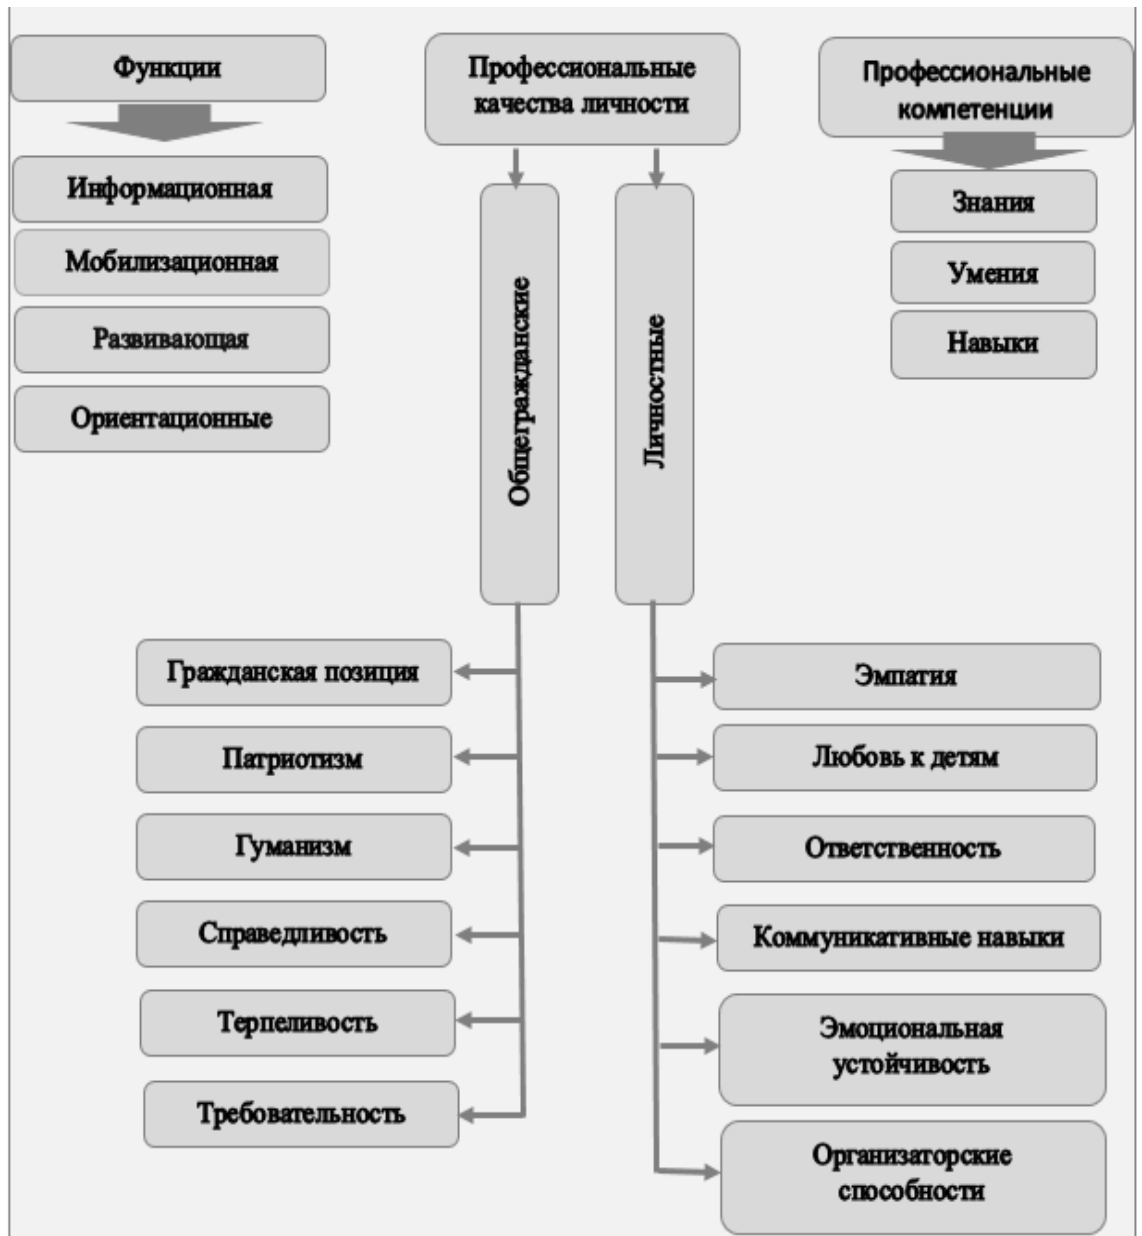 Функции
Информационная
Мобилизационная
Развивающая
Ориентационные
Профессиональные
качества личности
Общегражданские
Личностные
Гражданская позиция
Патриотизм
Гуманизм
Справедливость
Терпеливость
Требовательность
Эмпатия
Любовь к детям
Ответственность
Коммуникативные навыки
Эмоциональная
устойчивость
Организаторские
способности
Профессиональные
компетенции
Знания
Умения
Навыки